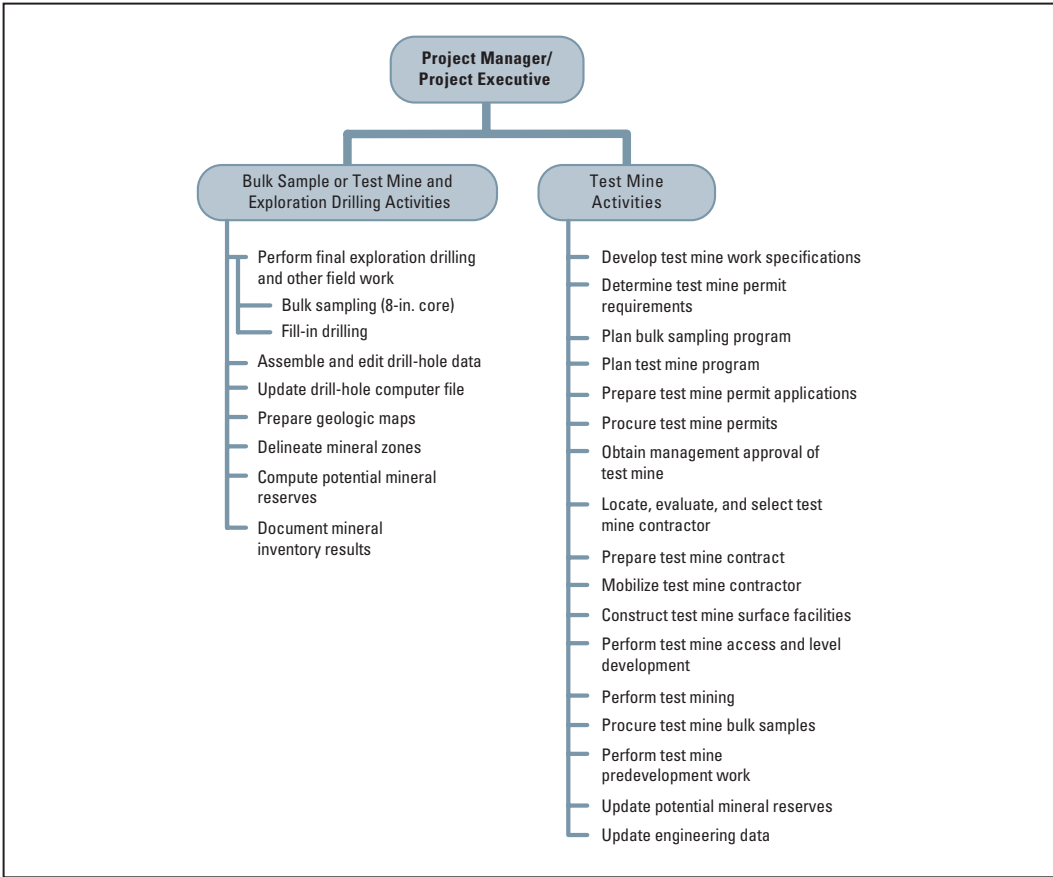 Project Manager/
Project Executive
Bulk Sample or Test Mine and
Exploration Drilling Activities
Perform final exploration drilling
and other field work
Bulk sampling (8-in. core)
Fill-in drilling
Assemble and edit drill-hole data
Update drill-hole computer file
Prepare geologic maps
Delineate mineral zones
Compute potential mineral
reserves
Document mineral
inventory results
Test Mine
Activities
Develop test mine work specifications
Determine test mine permit
requirements
Plan bulk sampling program
Plan test mine program
Prepare test mine permit applications
Procure test mine permits
Obtain management approval of
test mine
Locate, evaluate, and select test
mine contractor
Prepare test mine contract
Mobilize test mine contractor
Construct test mine surface facilities
Perform test mine access and level
development
Perform test mining
Procure test mine bulk samples
Perform test mine
predevelopment work
Update potential mineral reserves
Update engineering data